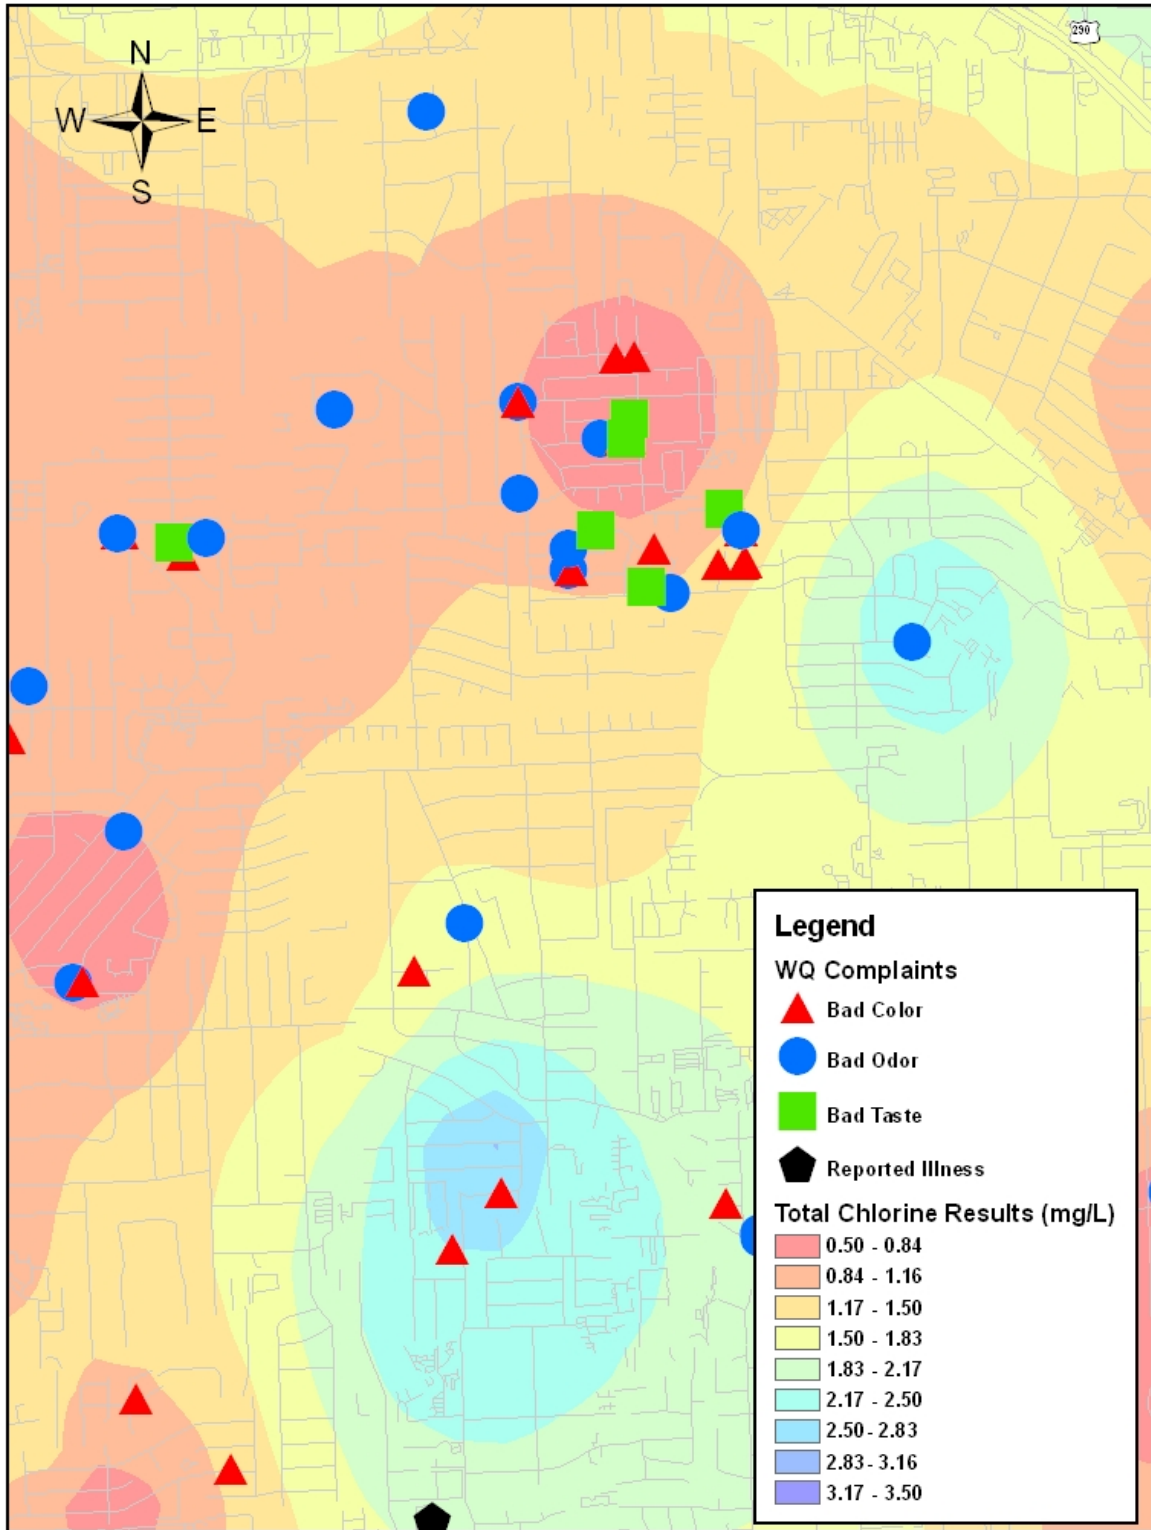 290
N
W E
S
Legend
WQ Complaints
Bad Color
Bad Odor
Bad Taste
Reported Illness
Total Chlorine Results (mg/L)
0.50 - 0.84
0.84 - 1.16
1.17 - 1.50
1.50 - 1.83
1.83 - 2.17
2.17 - 2.50
2.50 - 2.83
2.83 - 3.16
3.17 - 3.50